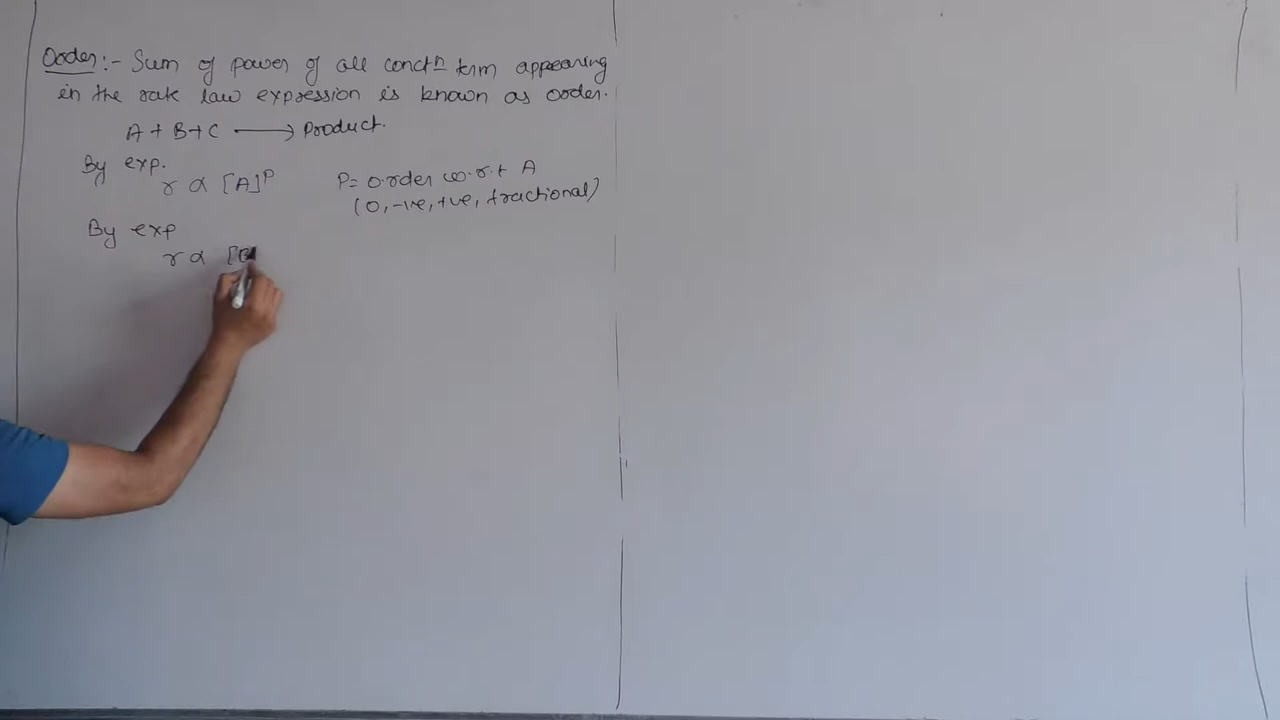 Order :- Sum of power of all conctn term appearing
in the rate law expression is known as order.
A + B + C ⟶ Product.
By exp.
r ∝ [A]^P    P = order w.r.t A
(0, -ve, +ve, fractional)
By exp
r ∝ [B